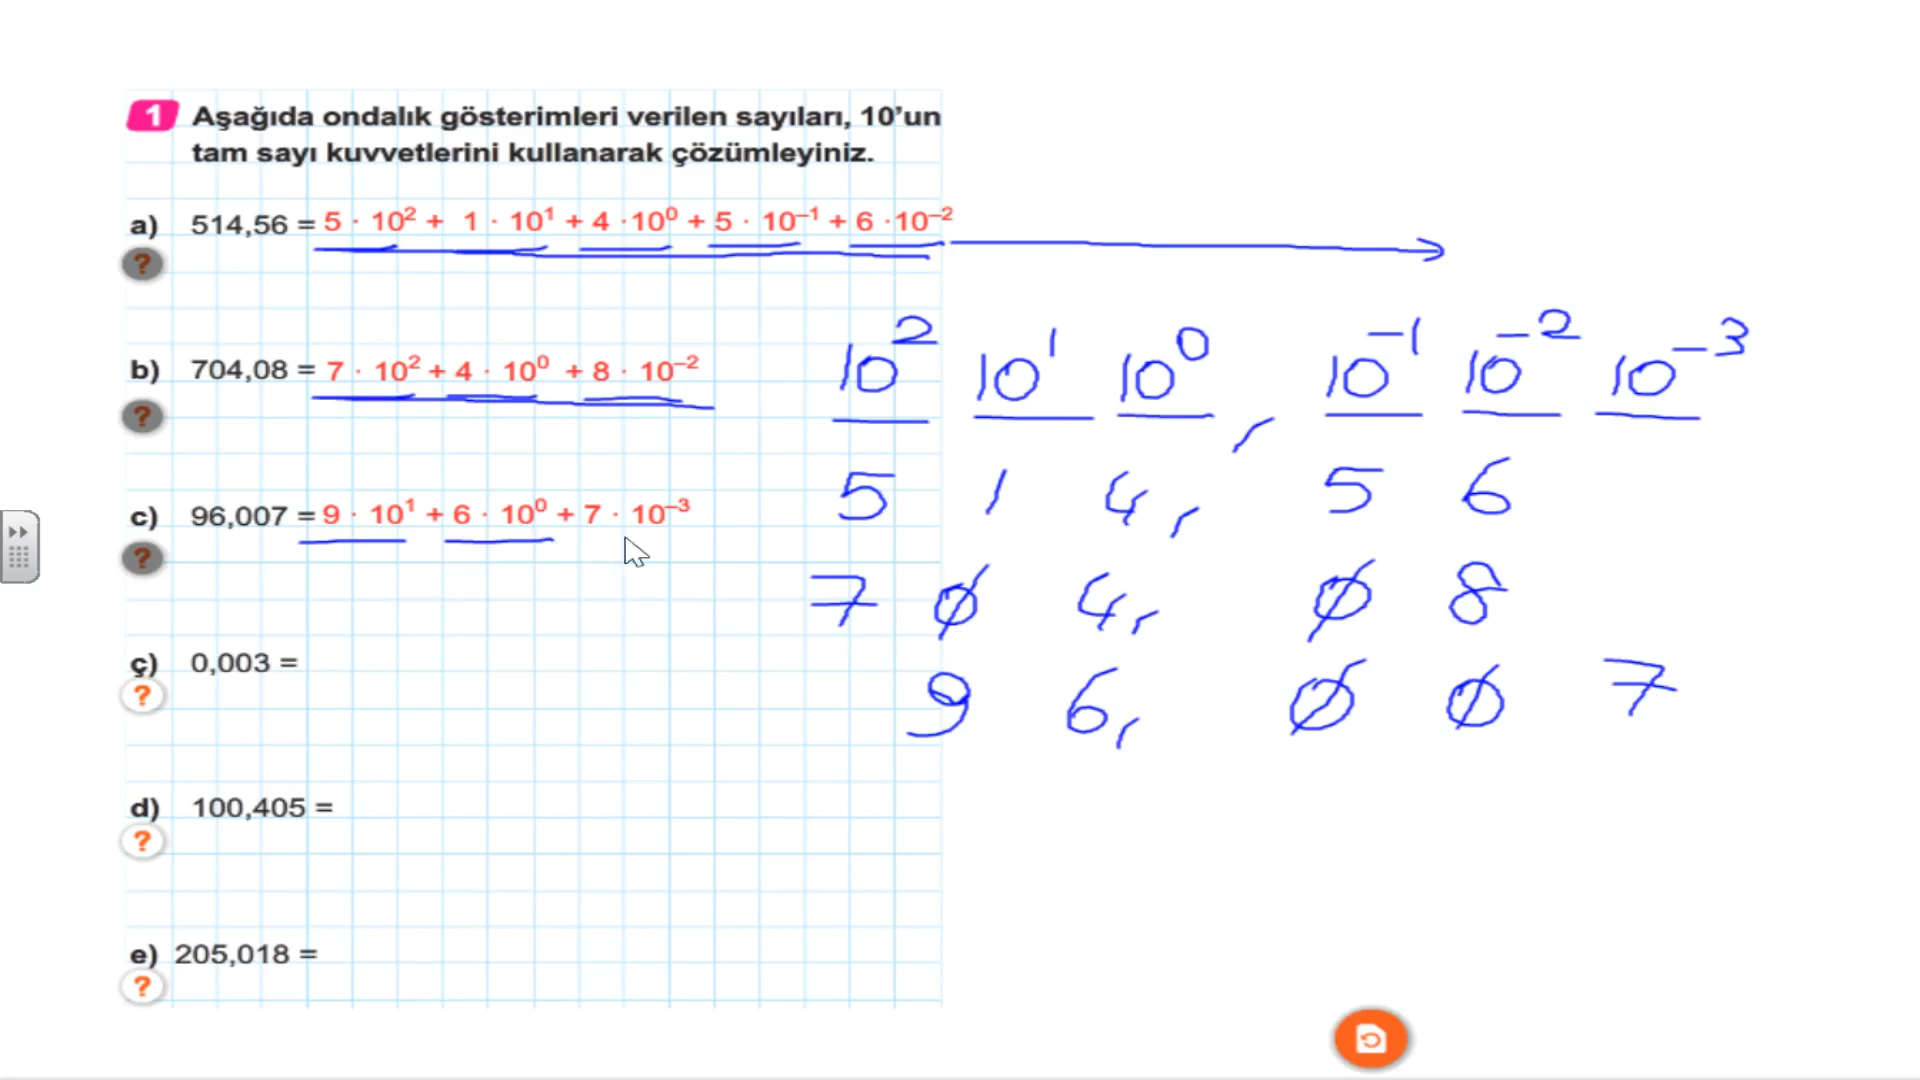 1 Aşağıda ondalık gösterimleri verilen sayıları, 10’un
tam sayı kuvvetlerini kullanarak çözümleyiniz.
a) 514,56 = 5 · 10² + 1 · 10¹ + 4 · 10⁰ + 5 · 10⁻¹ + 6 · 10⁻²
?
b) 704,08 = 7 · 10² + 4 · 10⁰ + 8 · 10⁻²
?
c) 96,007 = 9 · 10¹ + 6 · 10⁰ + 7 · 10⁻³
?
ç) 0,003 =
?
d) 100,405 =
?
e) 205,018 =
?
10² 10¹ 10⁰ , 10⁻¹ 10⁻² 10⁻³
5 1 4, 5 6
7 0 4, 0 8
9 6, 0 0 7